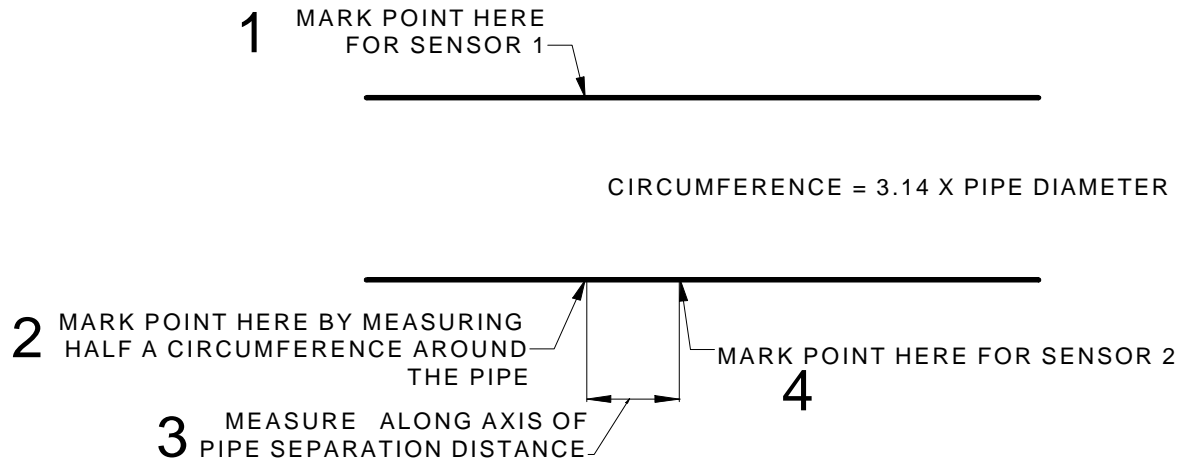 1
MARK POINT HERE
FOR SENSOR 1
CIRCUMFERENCE = 3.14 X PIPE DIAMETER
2
MARK POINT HERE BY MEASURING
HALF A CIRCUMFERENCE AROUND
THE PIPE
MARK POINT HERE FOR SENSOR 2
4
3
MEASURE ALONG AXIS OF
PIPE SEPARATION DISTANCE